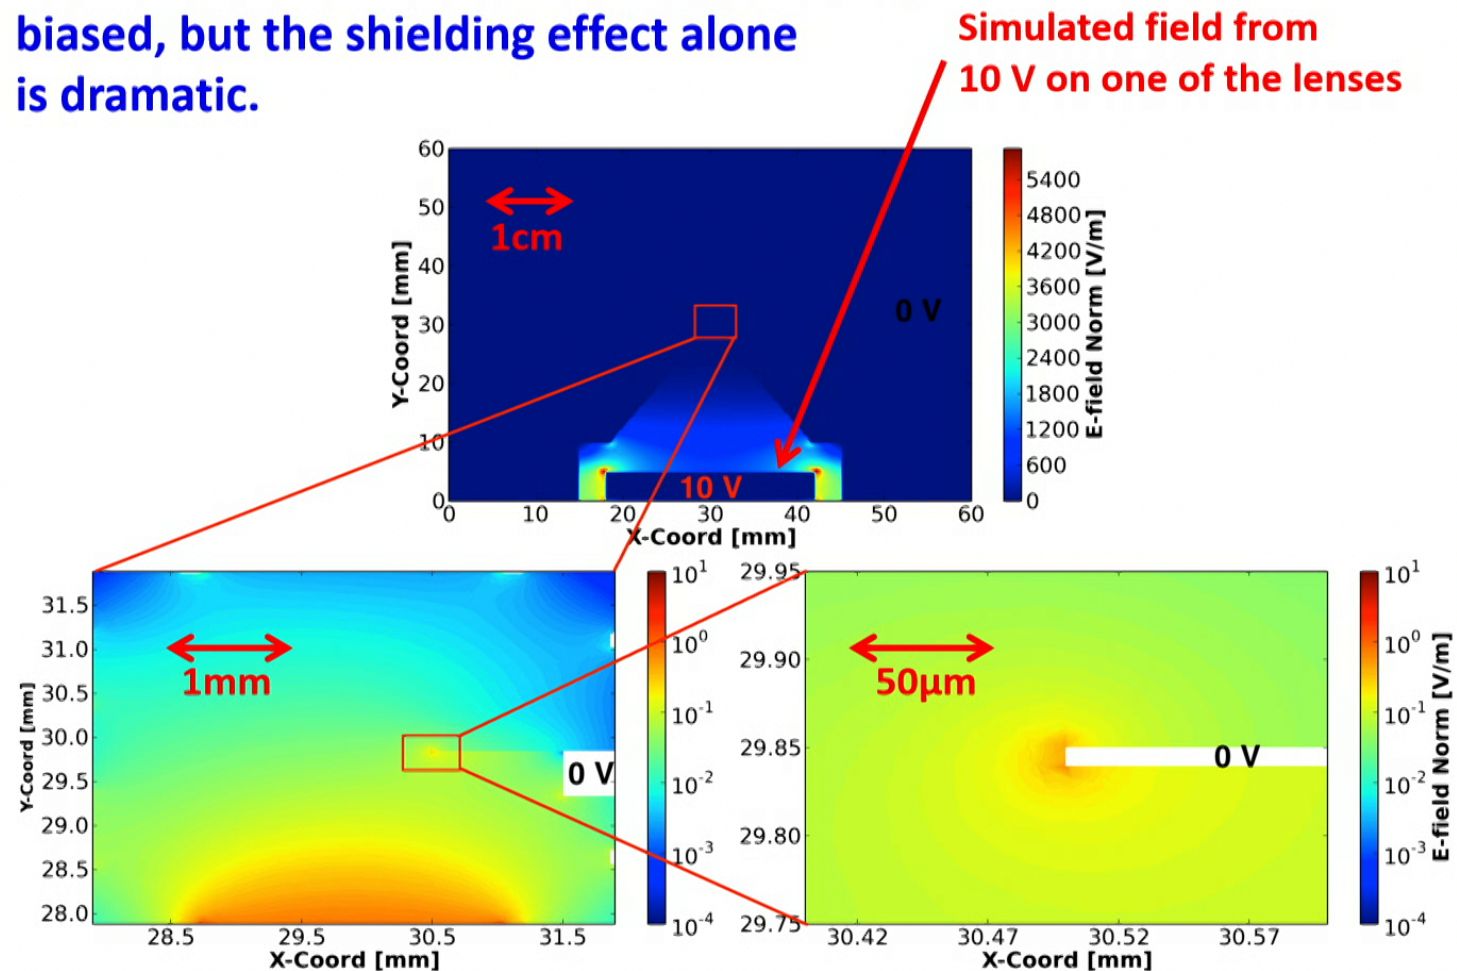 biased, but the shielding effect alone
is dramatic.
Simulated field from
10 V on one of the lenses
60
50
40
30
20
10
0
Y-Coord [mm]
1cm
0 V
10 V
0 10 20 30 40 50 60
X-Coord [mm]
5400
4800
4200
3600
3000
2400
1800
1200
600
0
E-field Norm [V/m]
31.5
31.0
30.5
30.0
29.5
29.0
28.5
28.0
Y-Coord [mm]
1mm
0 V
28.5 29.5 30.5 31.5
X-Coord [mm]
10¹
10⁰
10⁻¹
10⁻²
10⁻³
10⁻⁴
29.95
29.90
29.85
29.80
29.75
50µm
0 V
30.42 30.47 30.52 30.57
X-Coord [mm]
10¹
10⁰
10⁻¹
10⁻²
10⁻³
10⁻⁴
E-field Norm [V/m]